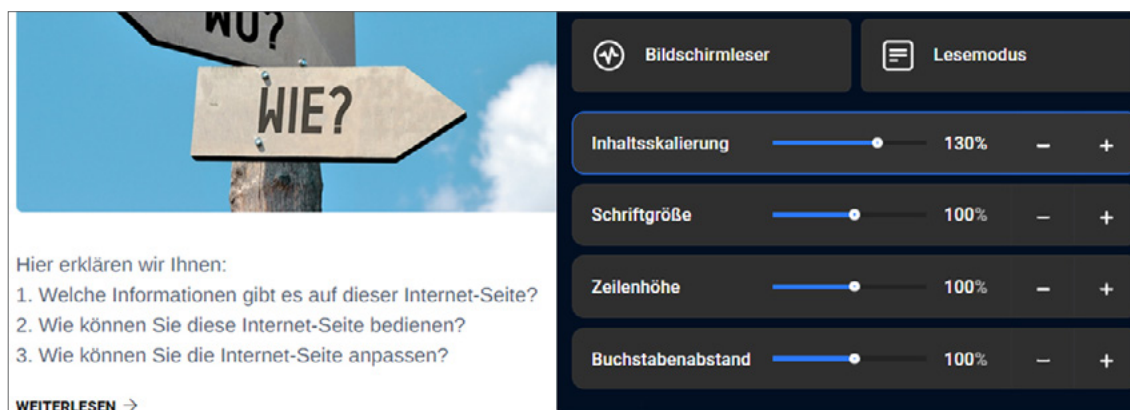 WO?
WIE?
Hier erklären wir Ihnen:
1. Welche Informationen gibt es auf dieser Internet-Seite?
2. Wie können Sie diese Internet-Seite bedienen?
3. Wie können Sie die Internet-Seite anpassen?
WEITERLESEN →
Bildschirmleser
Lesemodus
Inhaltsskalierung 130% – +
Schriftgröße 100% – +
Zeilenhöhe 100% – +
Buchstabenabstand 100% – +